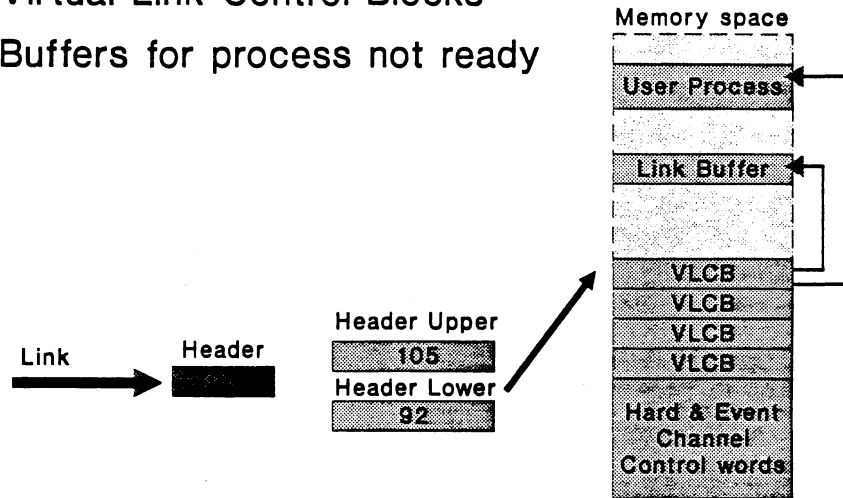 Virtual Link Control Blocks
Buffers for process not ready
Memory space
User Process
Link Buffer
VLCB
VLCB
VLCB
VLCB
Hard & Event
Channel
Control words
Link
Header
Header Upper
105
Header Lower
92